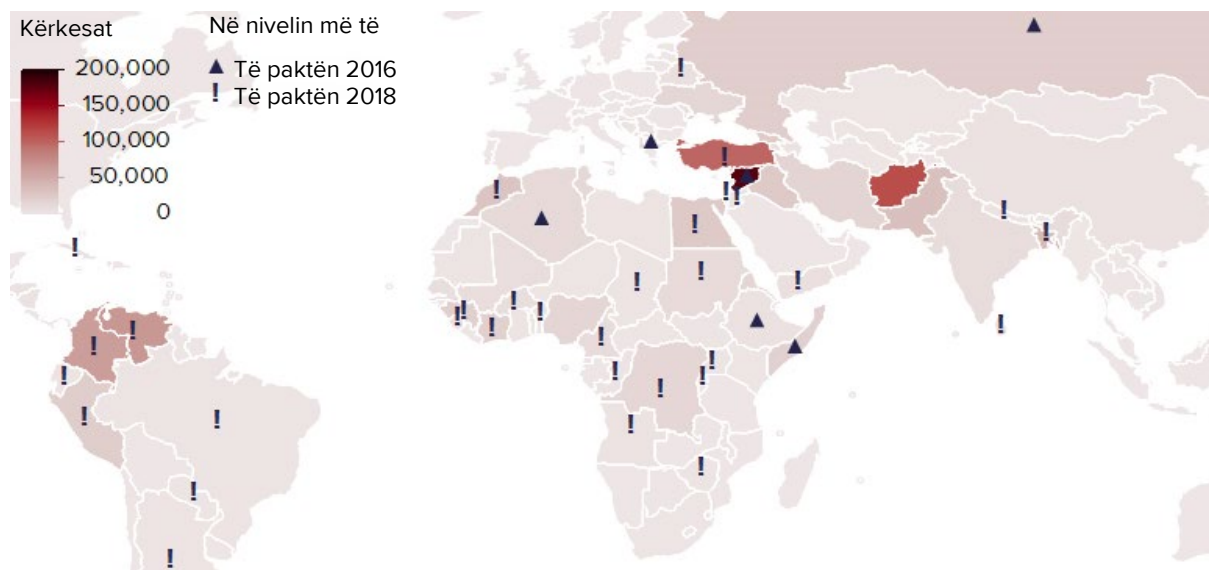 Kërkesat
200,000
150,000
100,000
50,000
0
Në nivelin më të
Të paktën 2016
Të paktën 2018